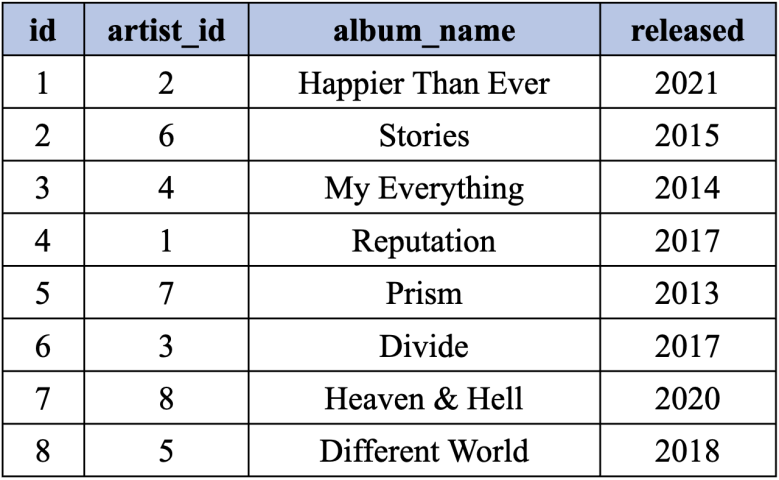 id artist_id album_name released
1 2 Happier Than Ever 2021
2 6 Stories 2015
3 4 My Everything 2014
4 1 Reputation 2017
5 7 Prism 2013
6 3 Divide 2017
7 8 Heaven & Hell 2020
8 5 Different World 2018